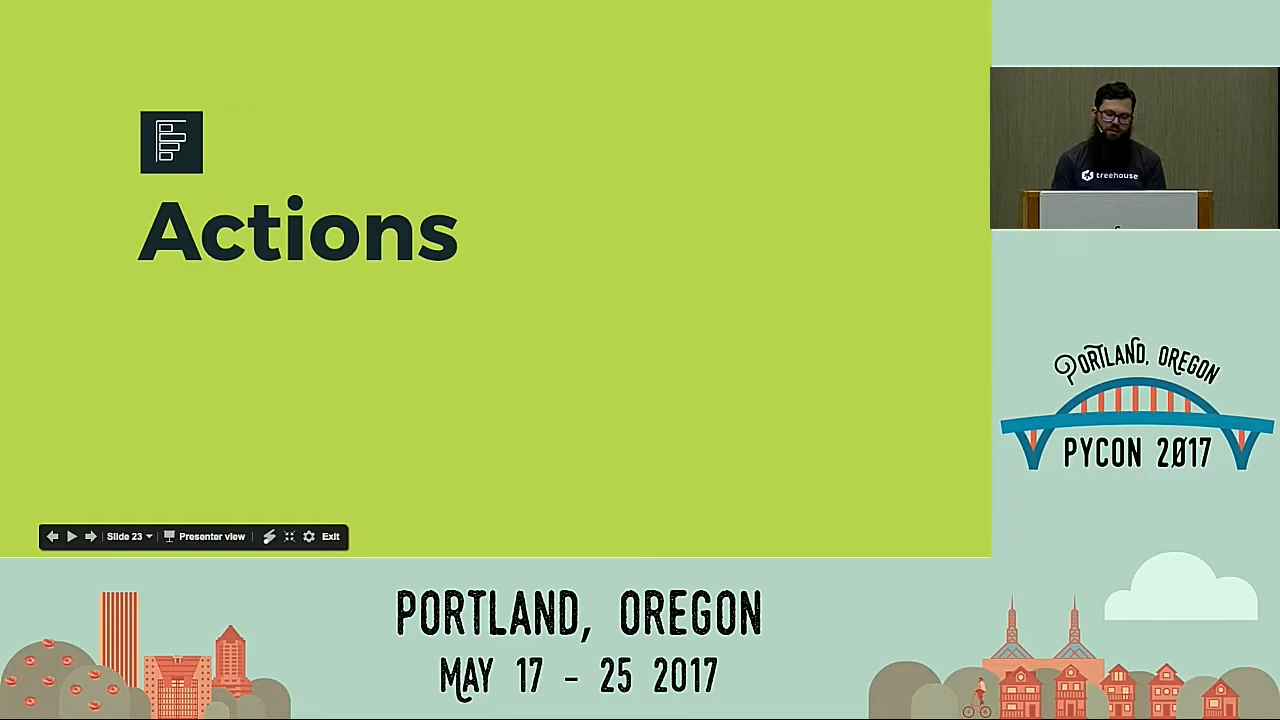 Actions
Slide 23
Presenter view
Exit
treehouse
PORTLAND, OREGON
PYCON 2017
PORTLAND, OREGON
MAY 17 - 25 2017